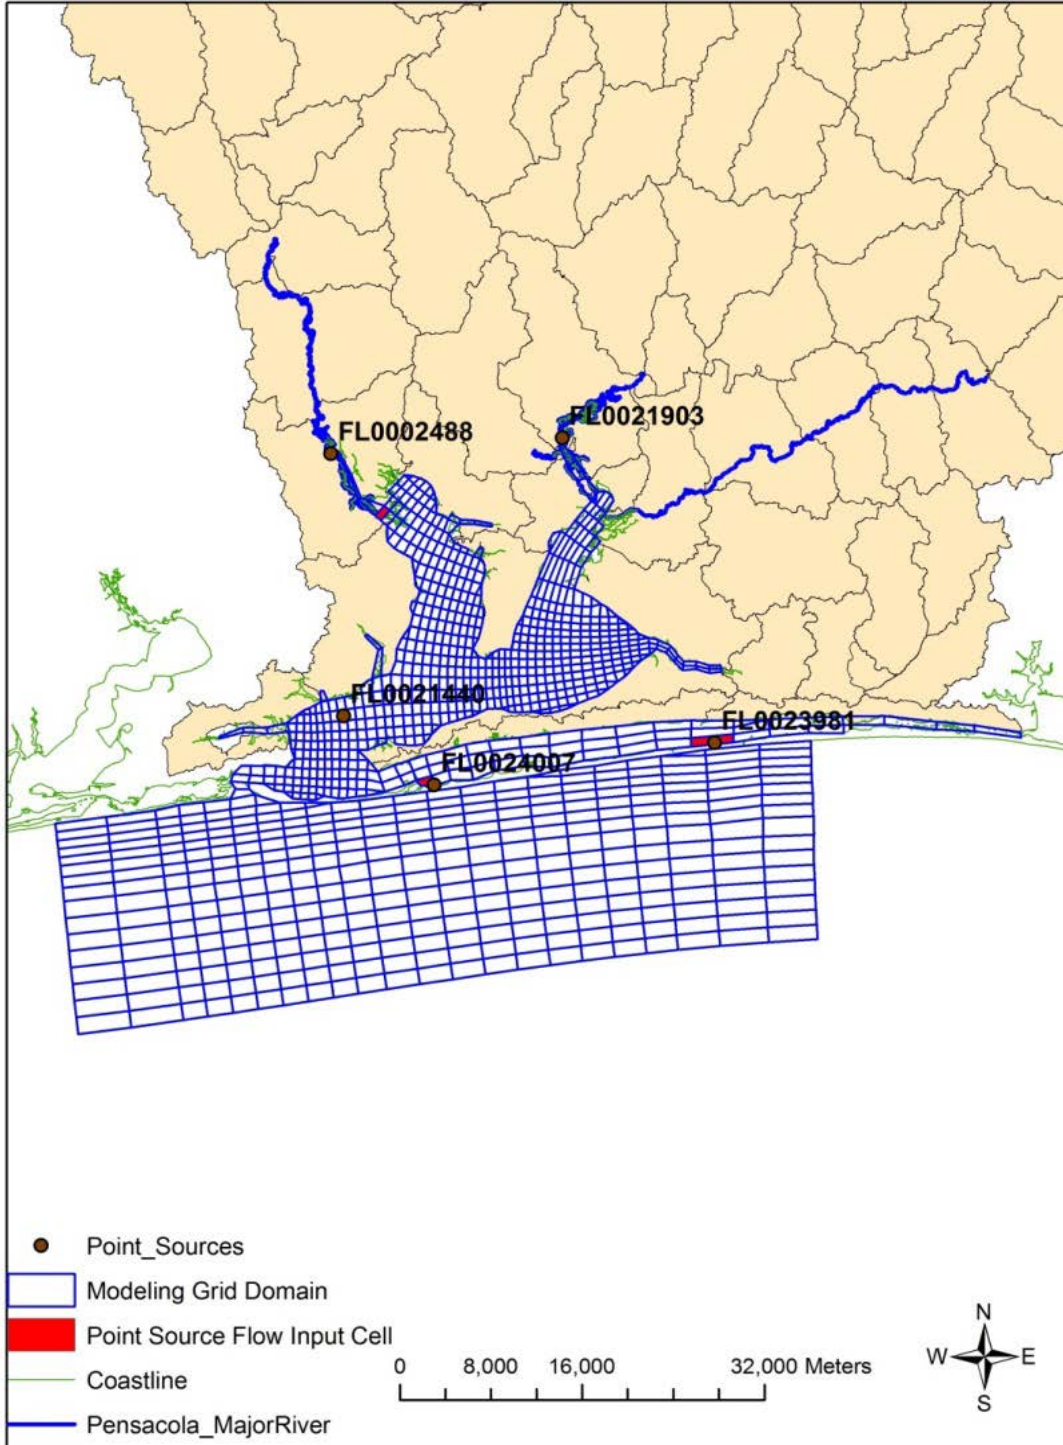 FL0021903
FL0002488
FL0021440
FL0023981
FL0024007
Point_Sources
Modeling Grid Domain
Point Source Flow Input Cell
Coastline
Pensacola_MajorRiver
0 8,000 16,000 32,000 Meters
N
W E
S